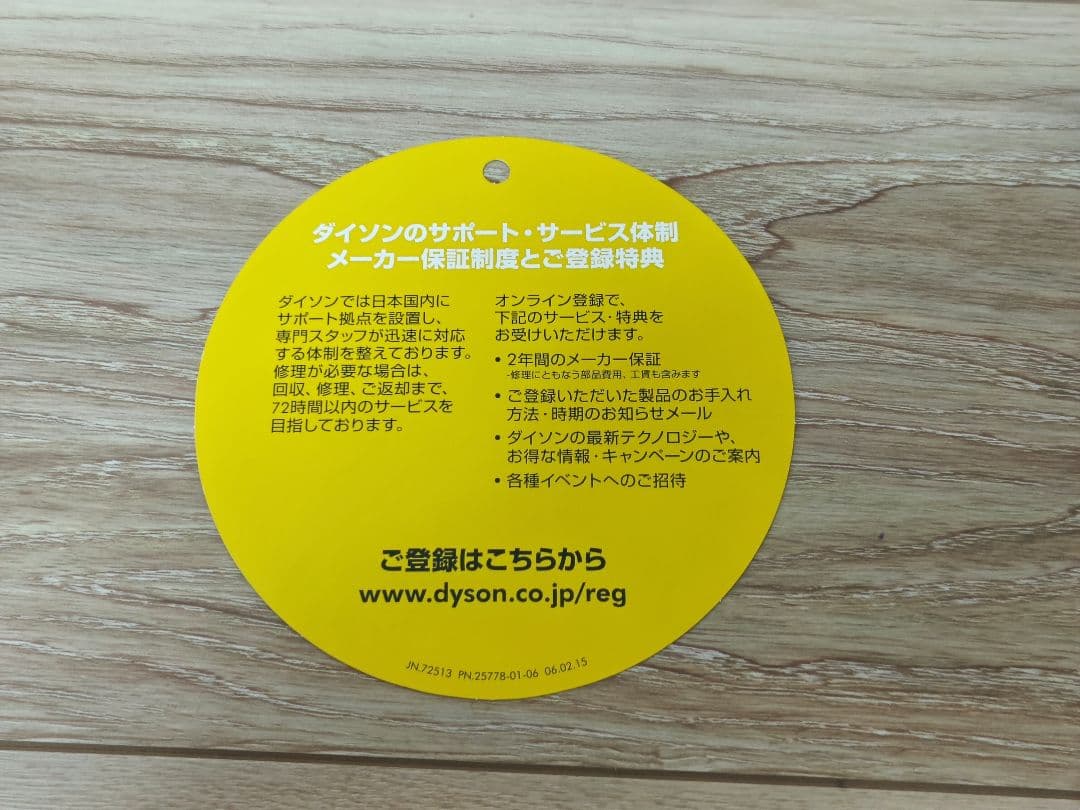 ダイソンのサポート・サービス体制
メーカー保証制度とご登録特典
ダイソンでは日本国内に
サポート拠点を設置し、
専門スタッフが迅速に対応
する体制を整えております。
修理が必要な場合は、
回収、修理、ご返却まで、
72時間以内のサービスを
目指しております。
オンライン登録で、
下記のサービス・特典を
お受けいただけます。
• 2年間のメーカー保証
-修理にともなう部品費用、工賃も含みます
• ご登録いただいた製品のお手入れ
方法・時期のお知らせメール
• ダイソンの最新テクノロジーや、
お得な情報・キャンペーンのご案内
• 各種イベントへのご招待
ご登録はこちらから
www.dyson.co.jp/reg
JN.72513 PN.25778-01-06 06.02.15